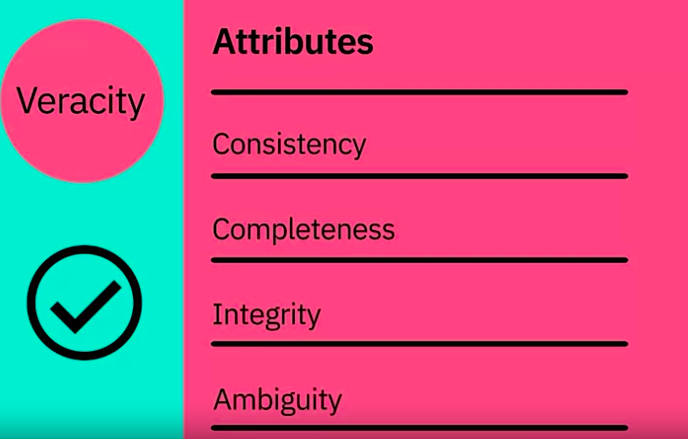 Veracity
Attributes
Consistency
Completeness
Integrity
Ambiguity